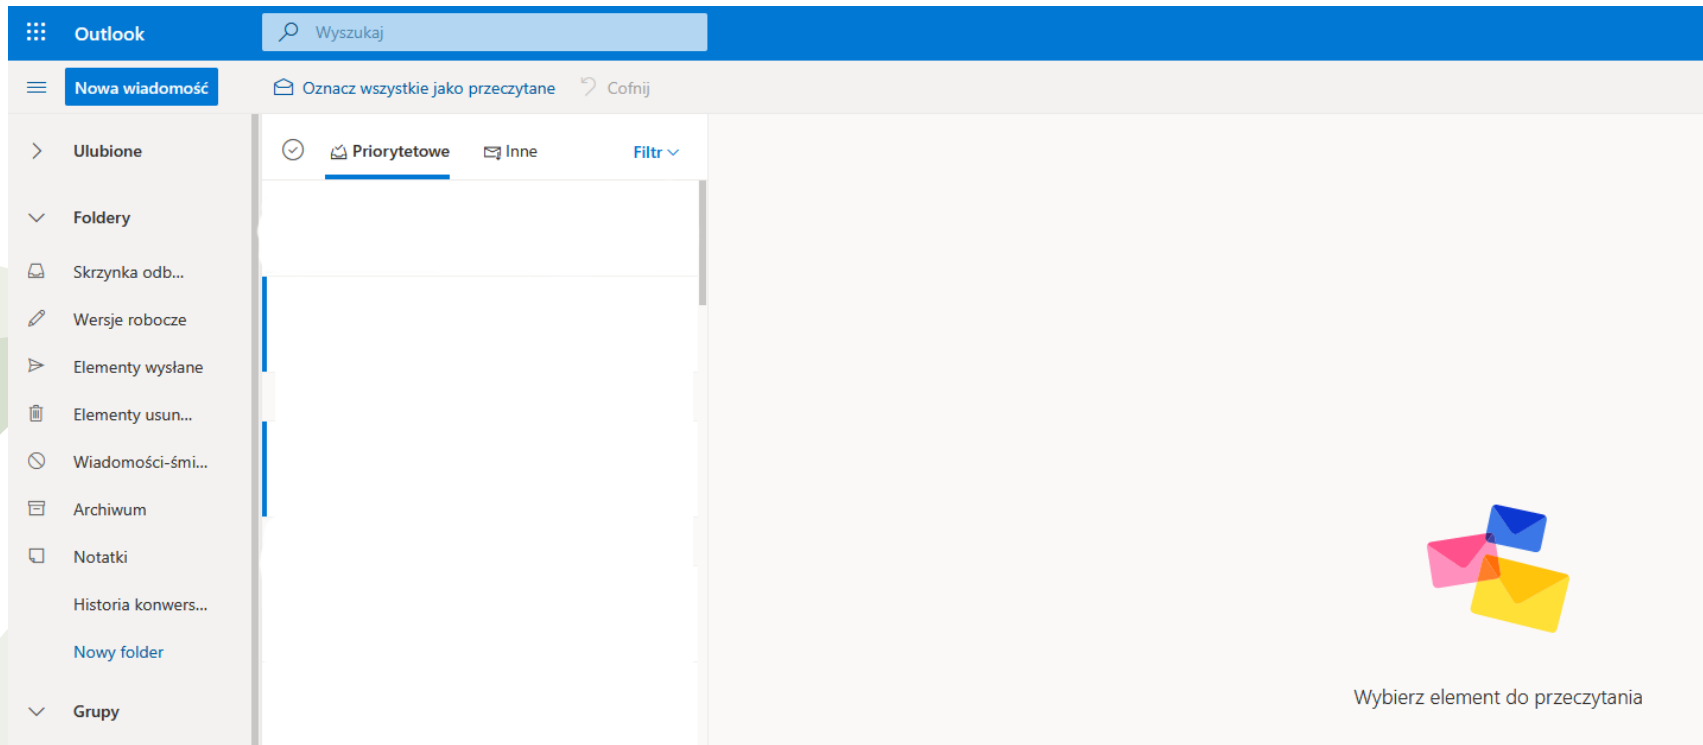 Outlook
Wyszukaj
Nowa wiadomość
Oznacz wszystkie jako przeczytane
Cofnij
Ulubione
Foldery
Skrzynka odb...
Wersje robocze
Elementy wysłane
Elementy usun...
Wiadomości-śmi...
Archiwum
Notatki
Historia konwers...
Nowy folder
Grupy
Priorytetowe
Inne
Filtr
Wybierz element do przeczytania